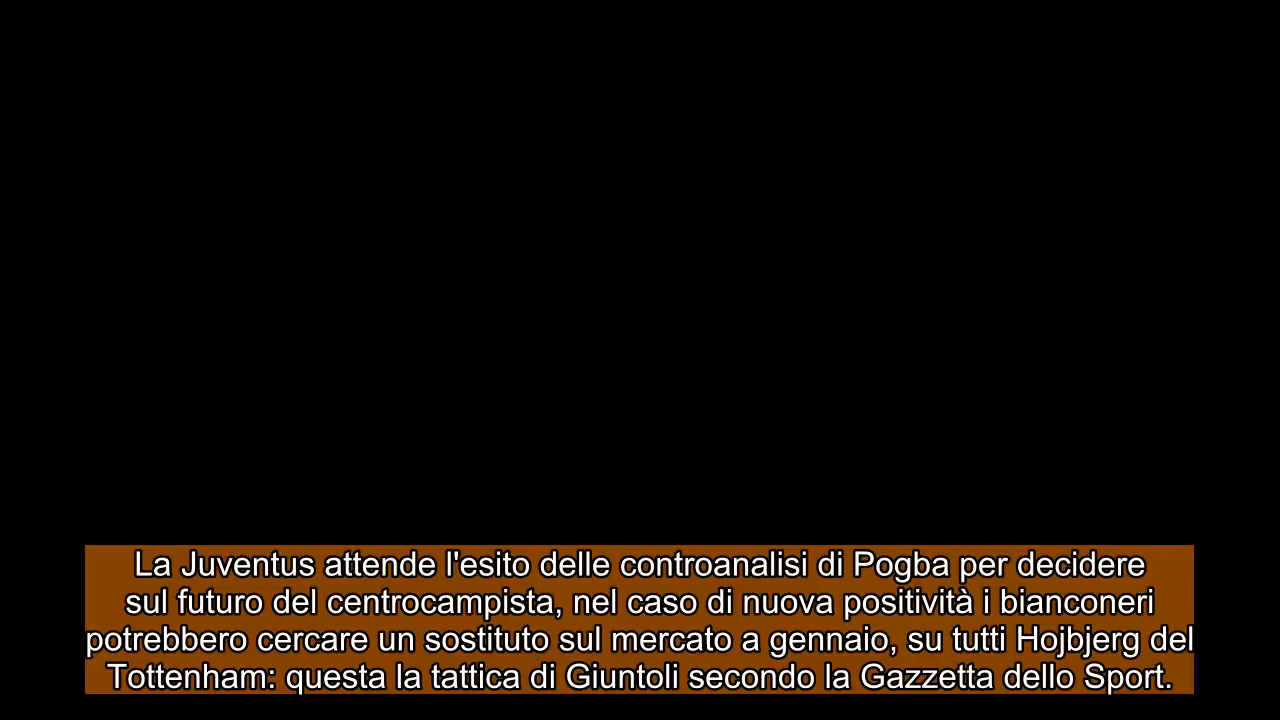 La Juventus attende l'esito delle controanalisi di Pogba per decidere
sul futuro del centrocampista, nel caso di nuova positività i bianconeri
potrebbero cercare un sostituto sul mercato a gennaio, su tutti Hojbjerg del
Tottenham: questa la tattica di Giuntoli secondo la Gazzetta dello Sport.